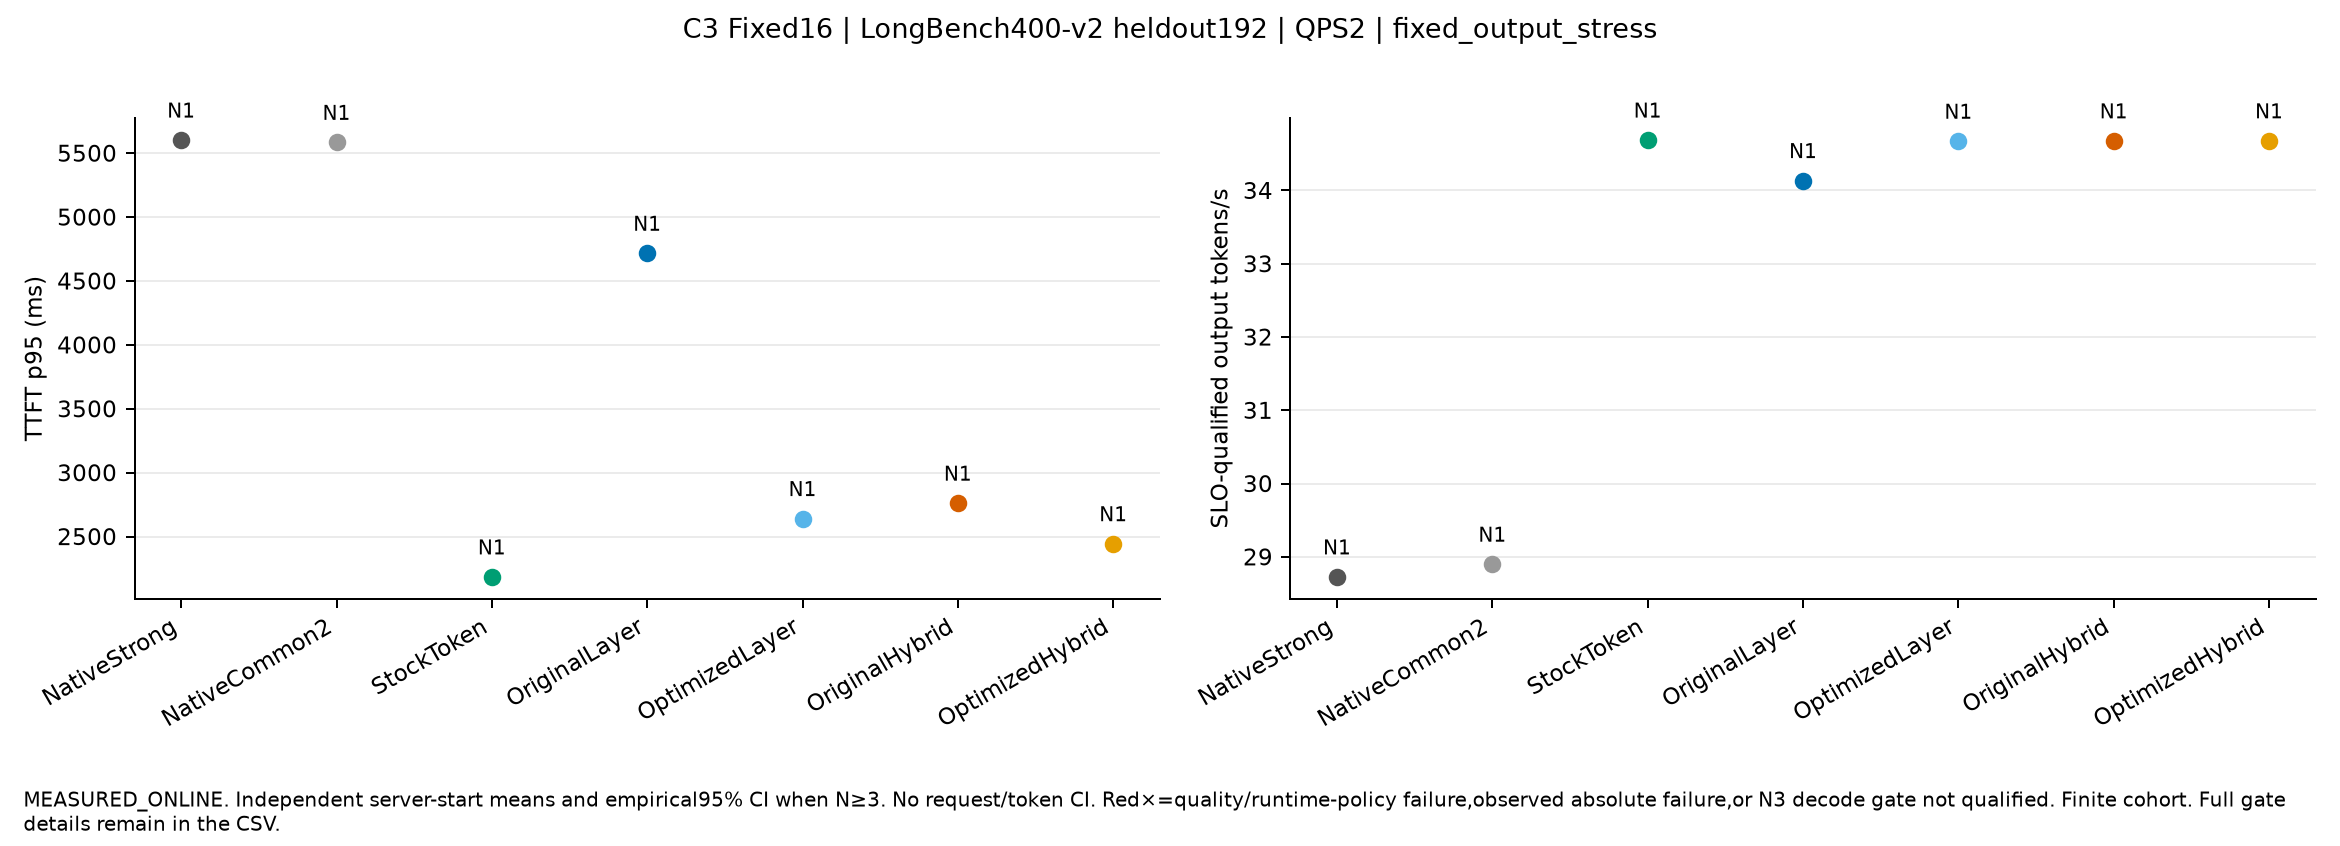 C3 Fixed16 | LongBench400-v2 heldout192 | QPS2 | fixed_output_stress
TTFT p95 (ms)
5500
5000
4500
4000
3500
3000
2500
N1
N1
N1
N1
N1
N1
N1
NativeStrong
NativeCommon2
StockToken
OriginalLayer
OptimizedLayer
OriginalHybrid
OptimizedHybrid
SLO-qualified output tokens/s
34
33
32
31
30
29
N1
N1
N1
N1
N1
N1
N1
NativeStrong
NativeCommon2
StockToken
OriginalLayer
OptimizedLayer
OriginalHybrid
OptimizedHybrid
MEASURED_ONLINE. Independent server-start means and empirical95% CI when N≥3. No request/token CI. Red×=quality/runtime-policy failure,observed absolute failure,or N3 decode gate not qualified. Finite cohort. Full gate
details remain in the CSV.